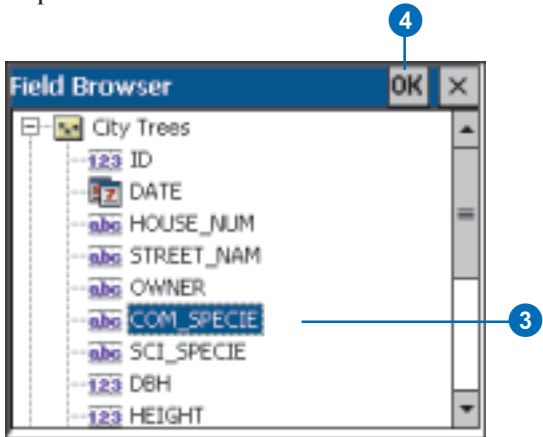 4
Field Browser OK ×
City Trees
123 ID
7 DATE
abc HOUSE_NUM
abc STREET_NAM
abc OWNER
abc COM_SPECIE
3
abc SCI_SPECIE
123 DBH
123 HEIGHT